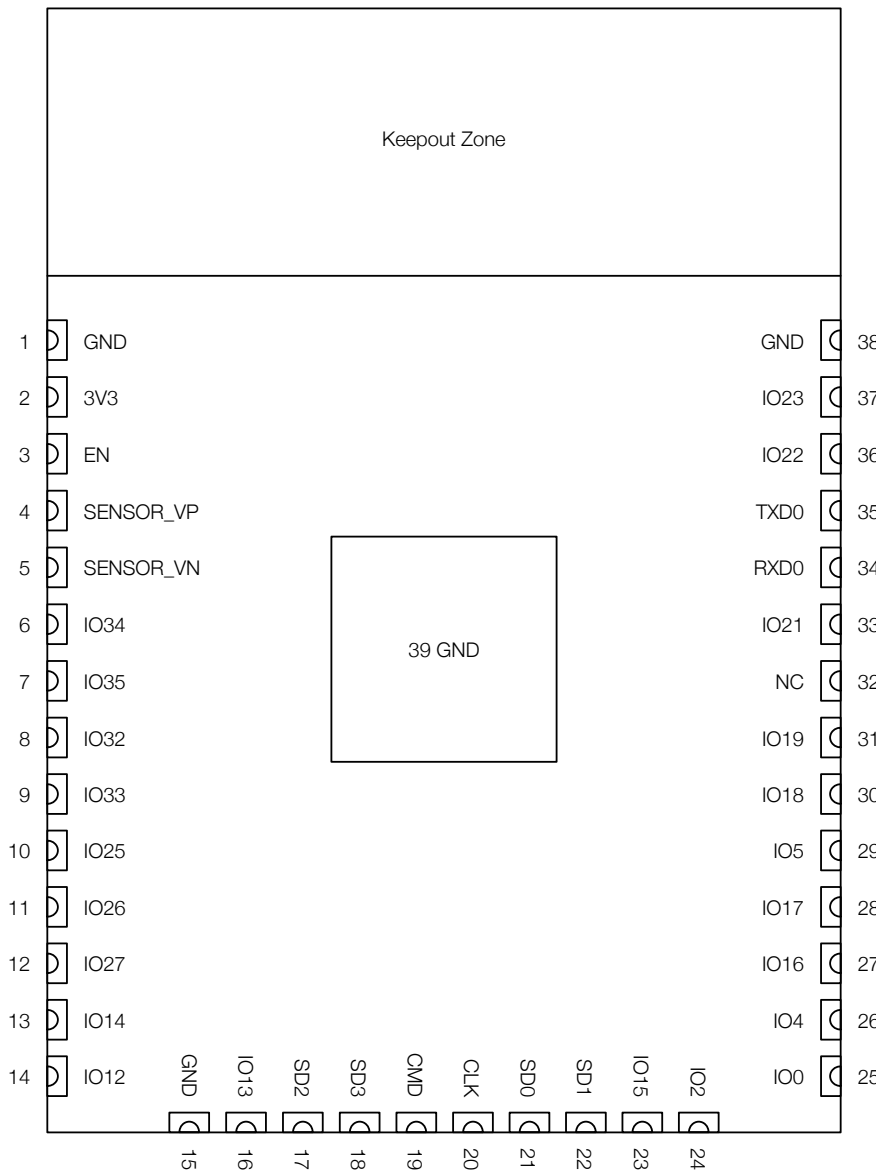 Keepout Zone
1 GND
2 3V3
3 EN
4 SENSOR_VP
5 SENSOR_VN
6 IO34
7 IO35
8 IO32
9 IO33
10 IO25
11 IO26
12 IO27
13 IO14
14 IO12
39 GND
GND 38
IO23 37
IO22 36
TXD0 35
RXD0 34
IO21 33
NC 32
IO19 31
IO18 30
IO5 29
IO17 28
IO16 27
IO4 26
IO0 25
GND 15
IO13 16
SD2 17
SD3 18
CMD 19
CLK 20
SD0 21
SD1 22
IO15 23
IO2 24